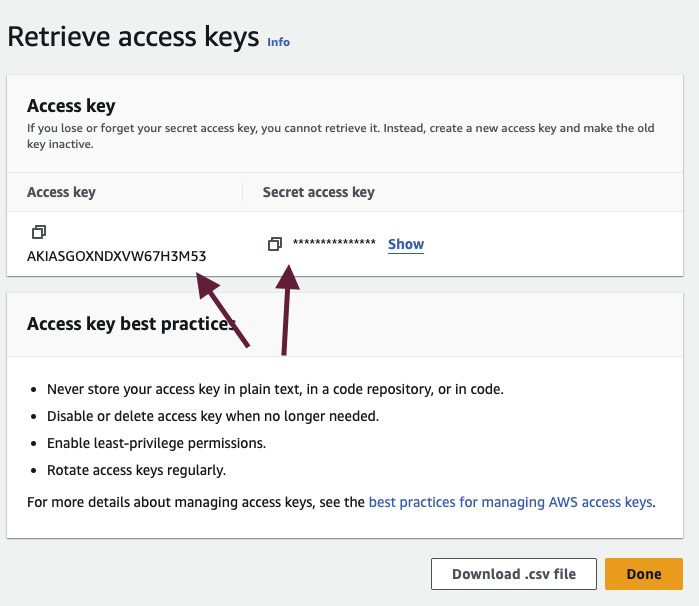 Retrieve access keys Info
Access key
If you lose or forget your secret access key, you cannot retrieve it. Instead, create a new access key and make the old
key inactive.
Access key Secret access key
AKIASGOXNDXVW67H3M53 *************** Show
Access key best practices
• Never store your access key in plain text, in a code repository, or in code.
• Disable or delete access key when no longer needed.
• Enable least-privilege permissions.
• Rotate access keys regularly.
For more details about managing access keys, see the best practices for managing AWS access keys.
Download .csv file Done